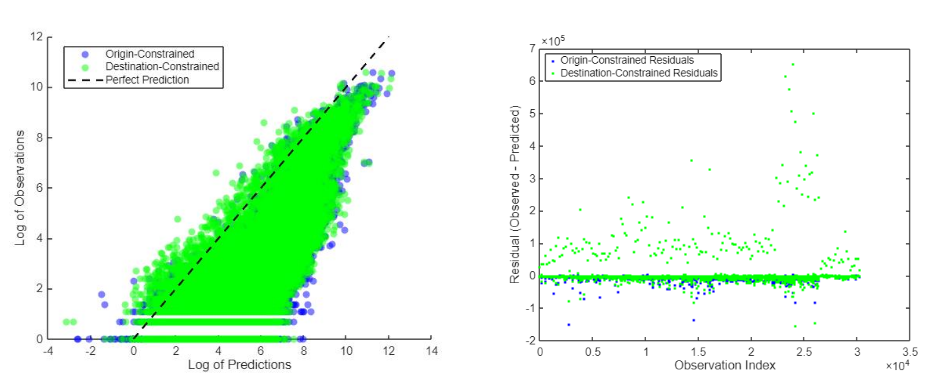 12
10
8
6
4
2
0
Log of Observations
Origin-Constrained
Destination-Constrained
Perfect Prediction
-4 -2 0 2 4 6 8 10 12 14
Log of Predictions
×10⁵
7
6
5
4
3
2
1
0
-1
-2
Residual (Observed - Predicted)
Origin-Constrained Residuals
Destination-Constrained Residuals
0 0.5 1 1.5 2 2.5 3 3.5
Observation Index
×10⁴